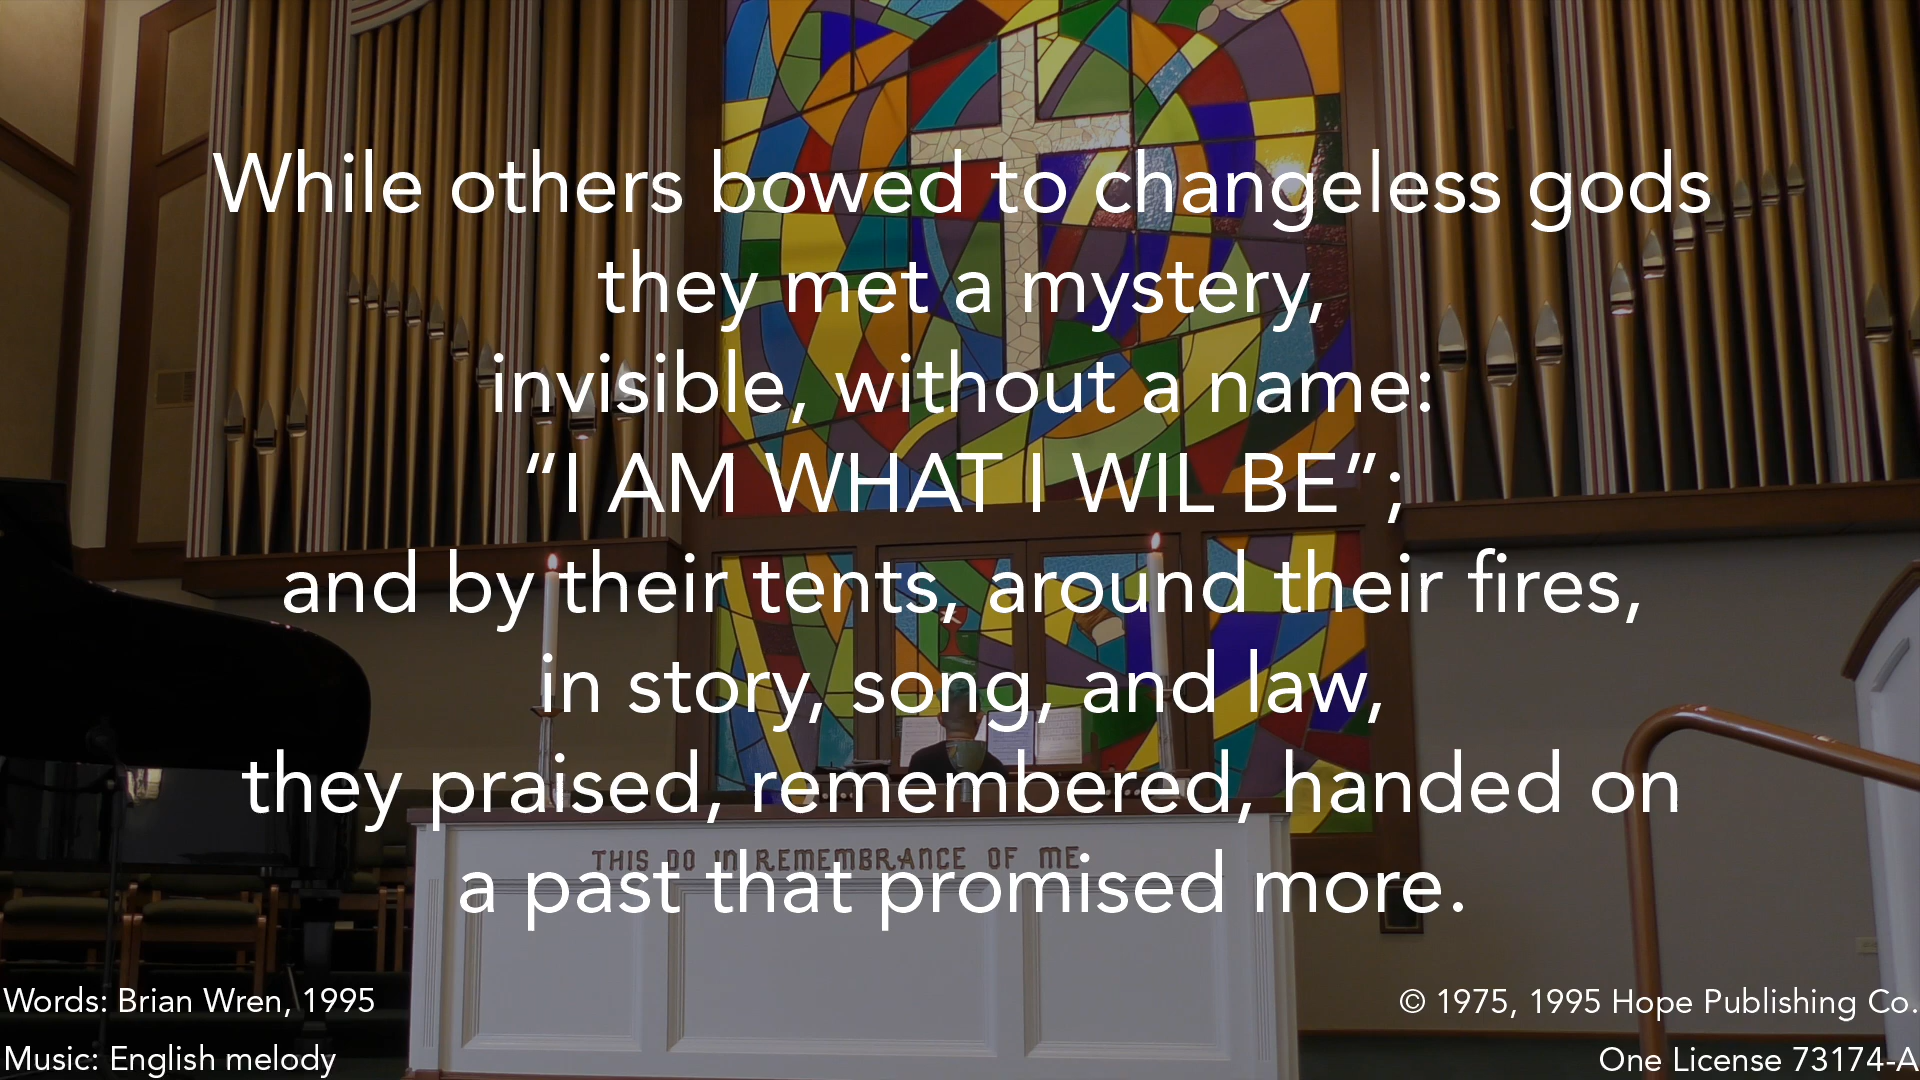 While others bowed to changeless gods
they met a mystery,
invisible, without a name:
“I AM WHAT I WIL BE”;
and by their tents, around their fires,
in story, song, and law,
they praised, remembered, handed on
THIS DO IN REMEMBRANCE OF ME
a past that promised more.
Words: Brian Wren, 1995
Music: English melody
© 1975, 1995 Hope Publishing Co.
One License 73174-A